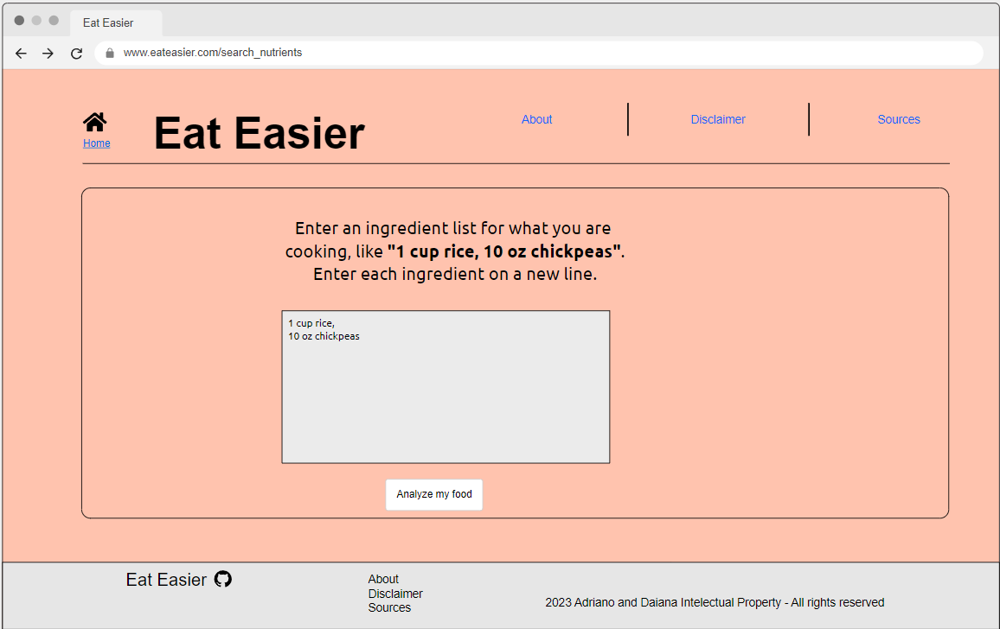 Eat Easier
www.eateasier.com/search_nutrients
Home
Eat Easier
About
Disclaimer
Sources
Enter an ingredient list for what you are
cooking, like "1 cup rice, 10 oz chickpeas".
Enter each ingredient on a new line.
1 cup rice,
10 oz chickpeas
Analyze my food
Eat Easier
About
Disclaimer
Sources
2023 Adriano and Daiana Intelectual Property - All rights reserved